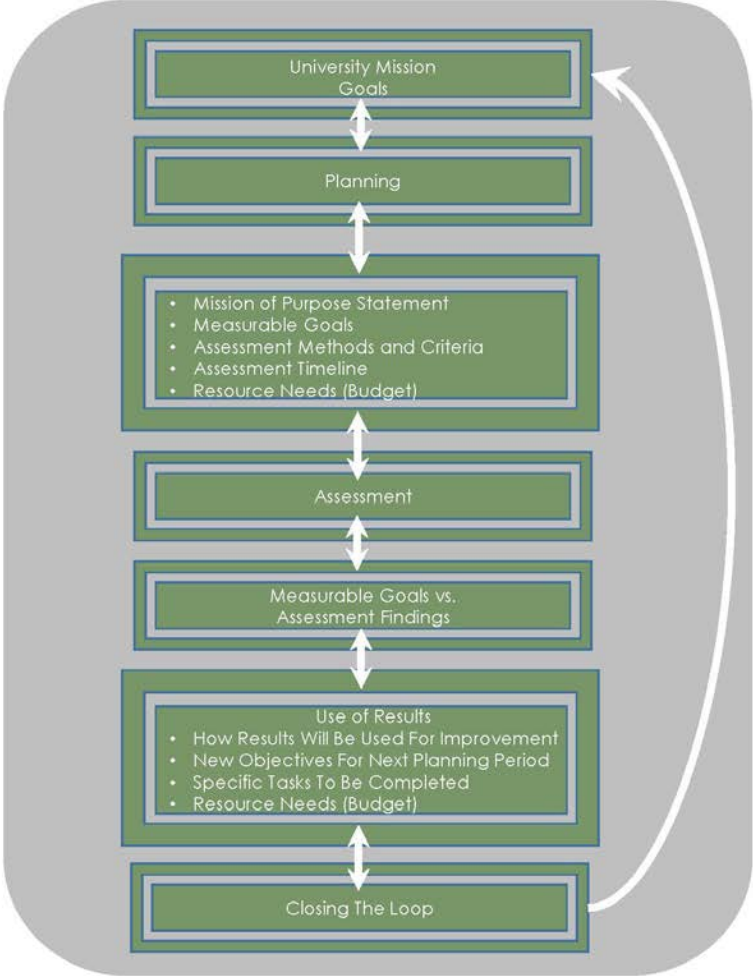 University Mission
Goals
Planning
• Mission of Purpose Statement
• Measurable Goals
• Assessment Methods and Criteria
• Assessment Timeline
• Resource Needs (Budget)
Assessment
Measurable Goals vs.
Assessment Findings
Use of Results
• How Results Will Be Used For Improvement
• New Objectives For Next Planning Period
• Specific Tasks To Be Completed
• Resource Needs (Budget)
Closing The Loop